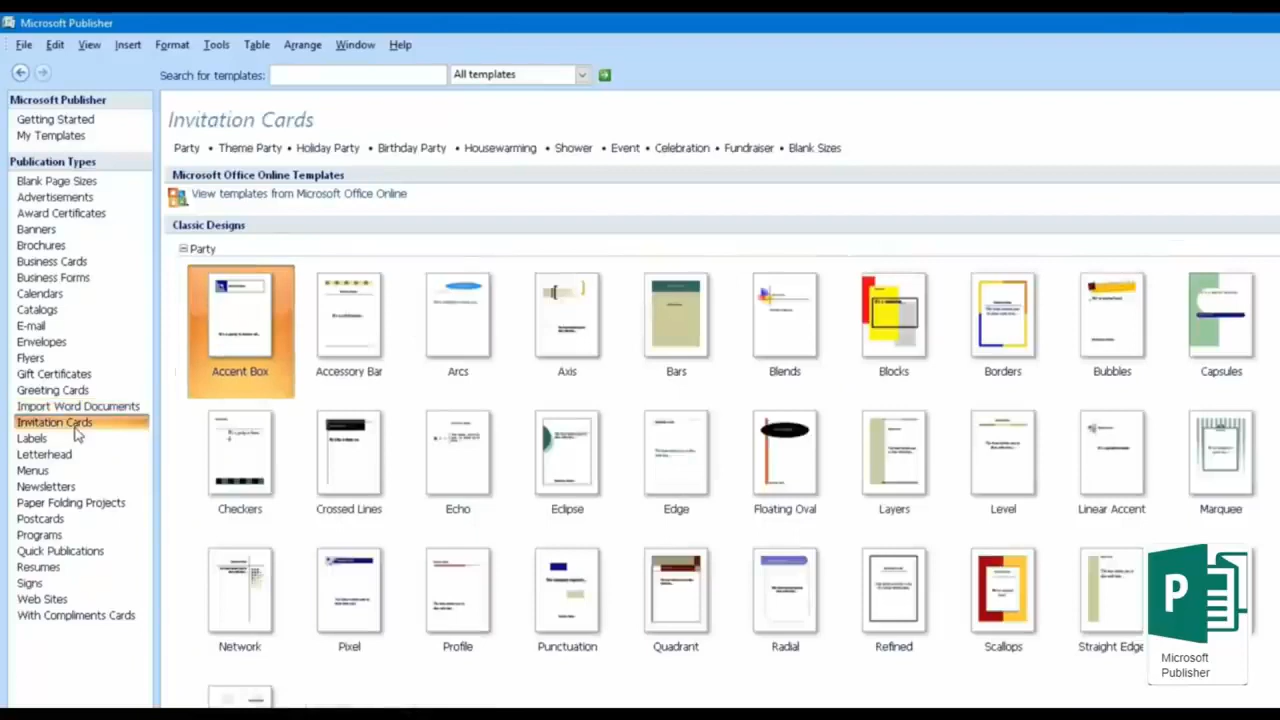 Microsoft Publisher
File Edit View Insert Format Tools Table Arrange Window Help
Search for templates: All templates
Microsoft Publisher
Getting Started
My Templates
Publication Types
Blank Page Sizes
Advertisements
Award Certificates
Banners
Brochures
Business Cards
Business Forms
Calendars
Catalogs
E-mail
Envelopes
Flyers
Gift Certificates
Greeting Cards
Import Word Documents
Invitation Cards
Labels
Letterhead
Menus
Newsletters
Paper Folding Projects
Postcards
Programs
Quick Publications
Resumes
Signs
Web Sites
With Compliments Cards
Invitation Cards
Party • Theme Party • Holiday Party • Birthday Party • Housewarming • Shower • Event • Celebration • Fundraiser • Blank Sizes
Microsoft Office Online Templates
View templates from Microsoft Office Online
Classic Designs
Party
Accent Box Accessory Bar Arcs Axis Bars Blends Blocks Borders Bubbles Capsules
Checkers Crossed Lines Echo Eclipse Edge Floating Oval Layers Level Linear Accent Marquee
Network Pixel Profile Punctuation Quadrant Radial Refined Scallops Straight Edge
P
Microsoft
Publisher